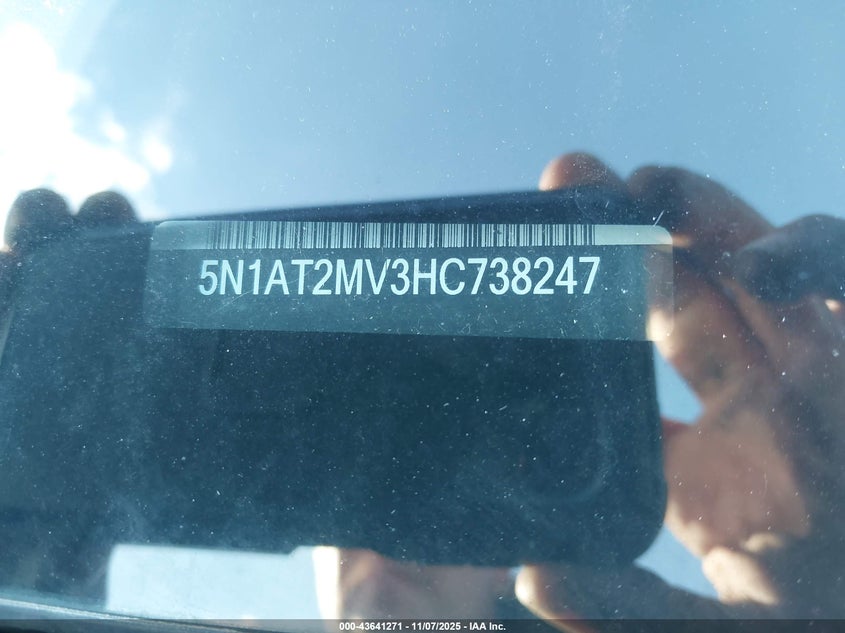 5N1AT2MV3HC738247
000-43641271 - 11/07/2025 - IAA Inc.